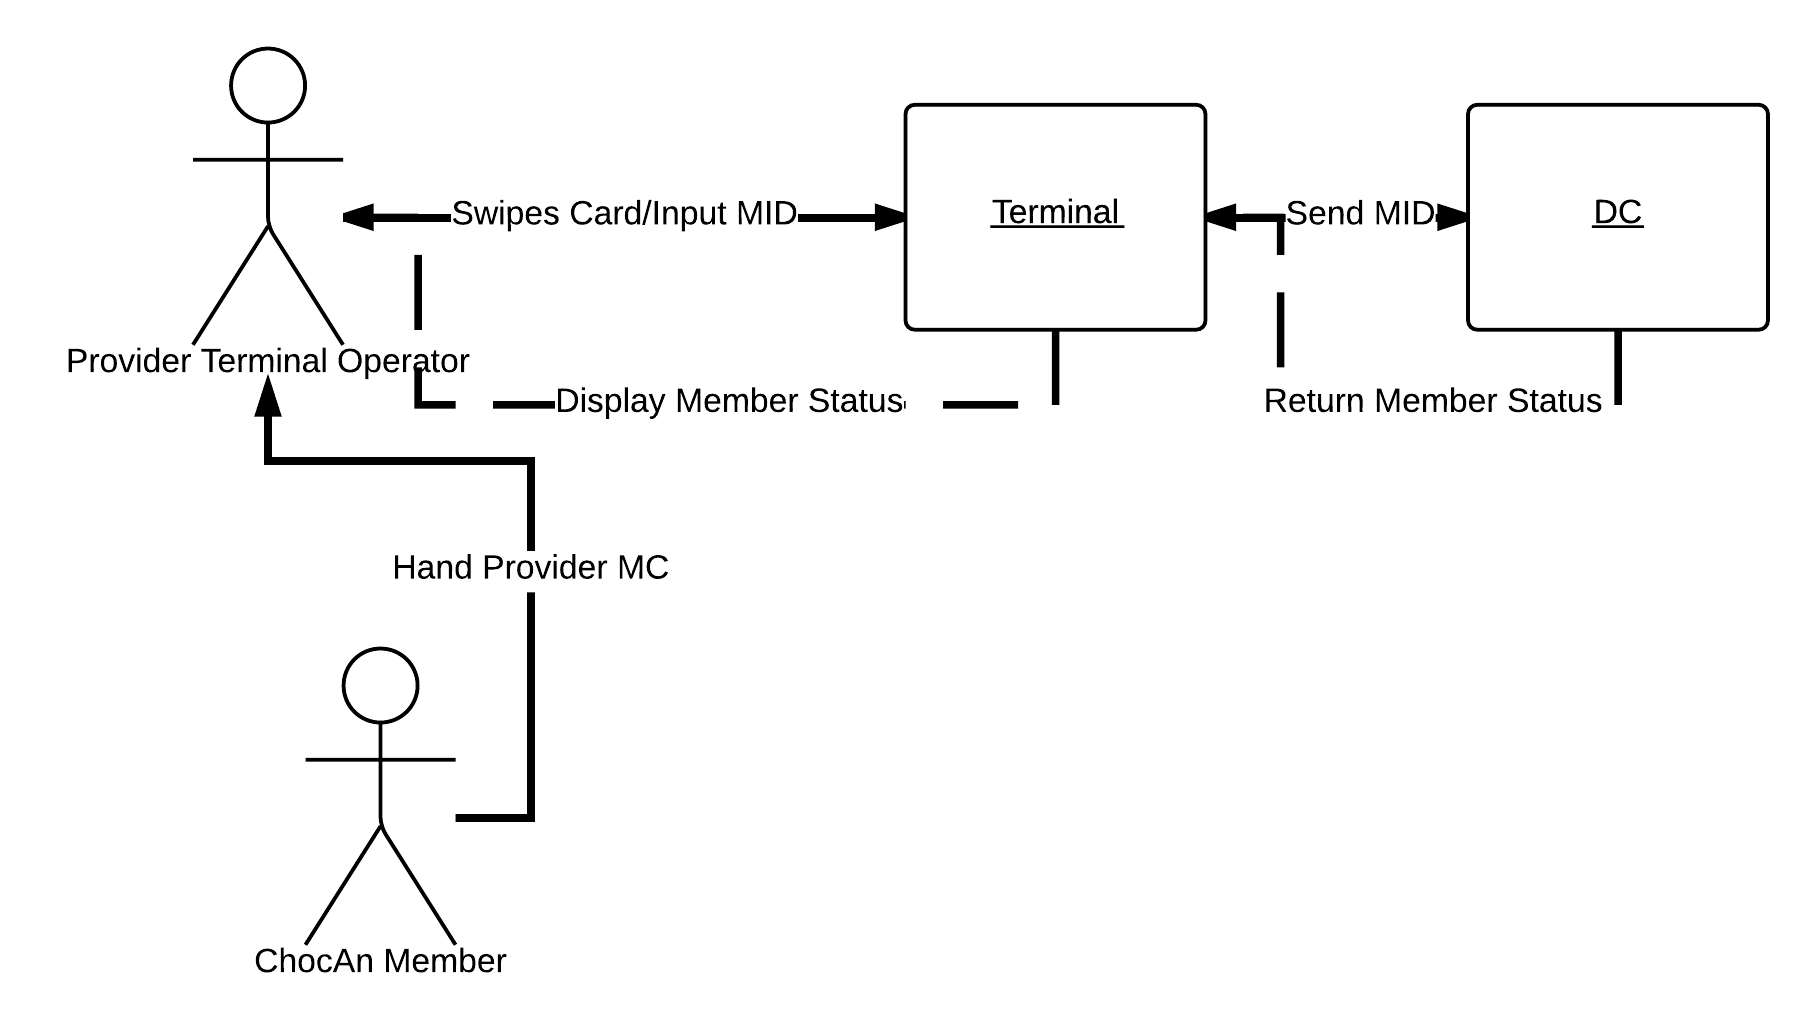 Swipes Card/Input MID
Terminal
Send MID
DC
Provider Terminal Operator
Display Member Status
Return Member Status
Hand Provider MC
ChocAn Member